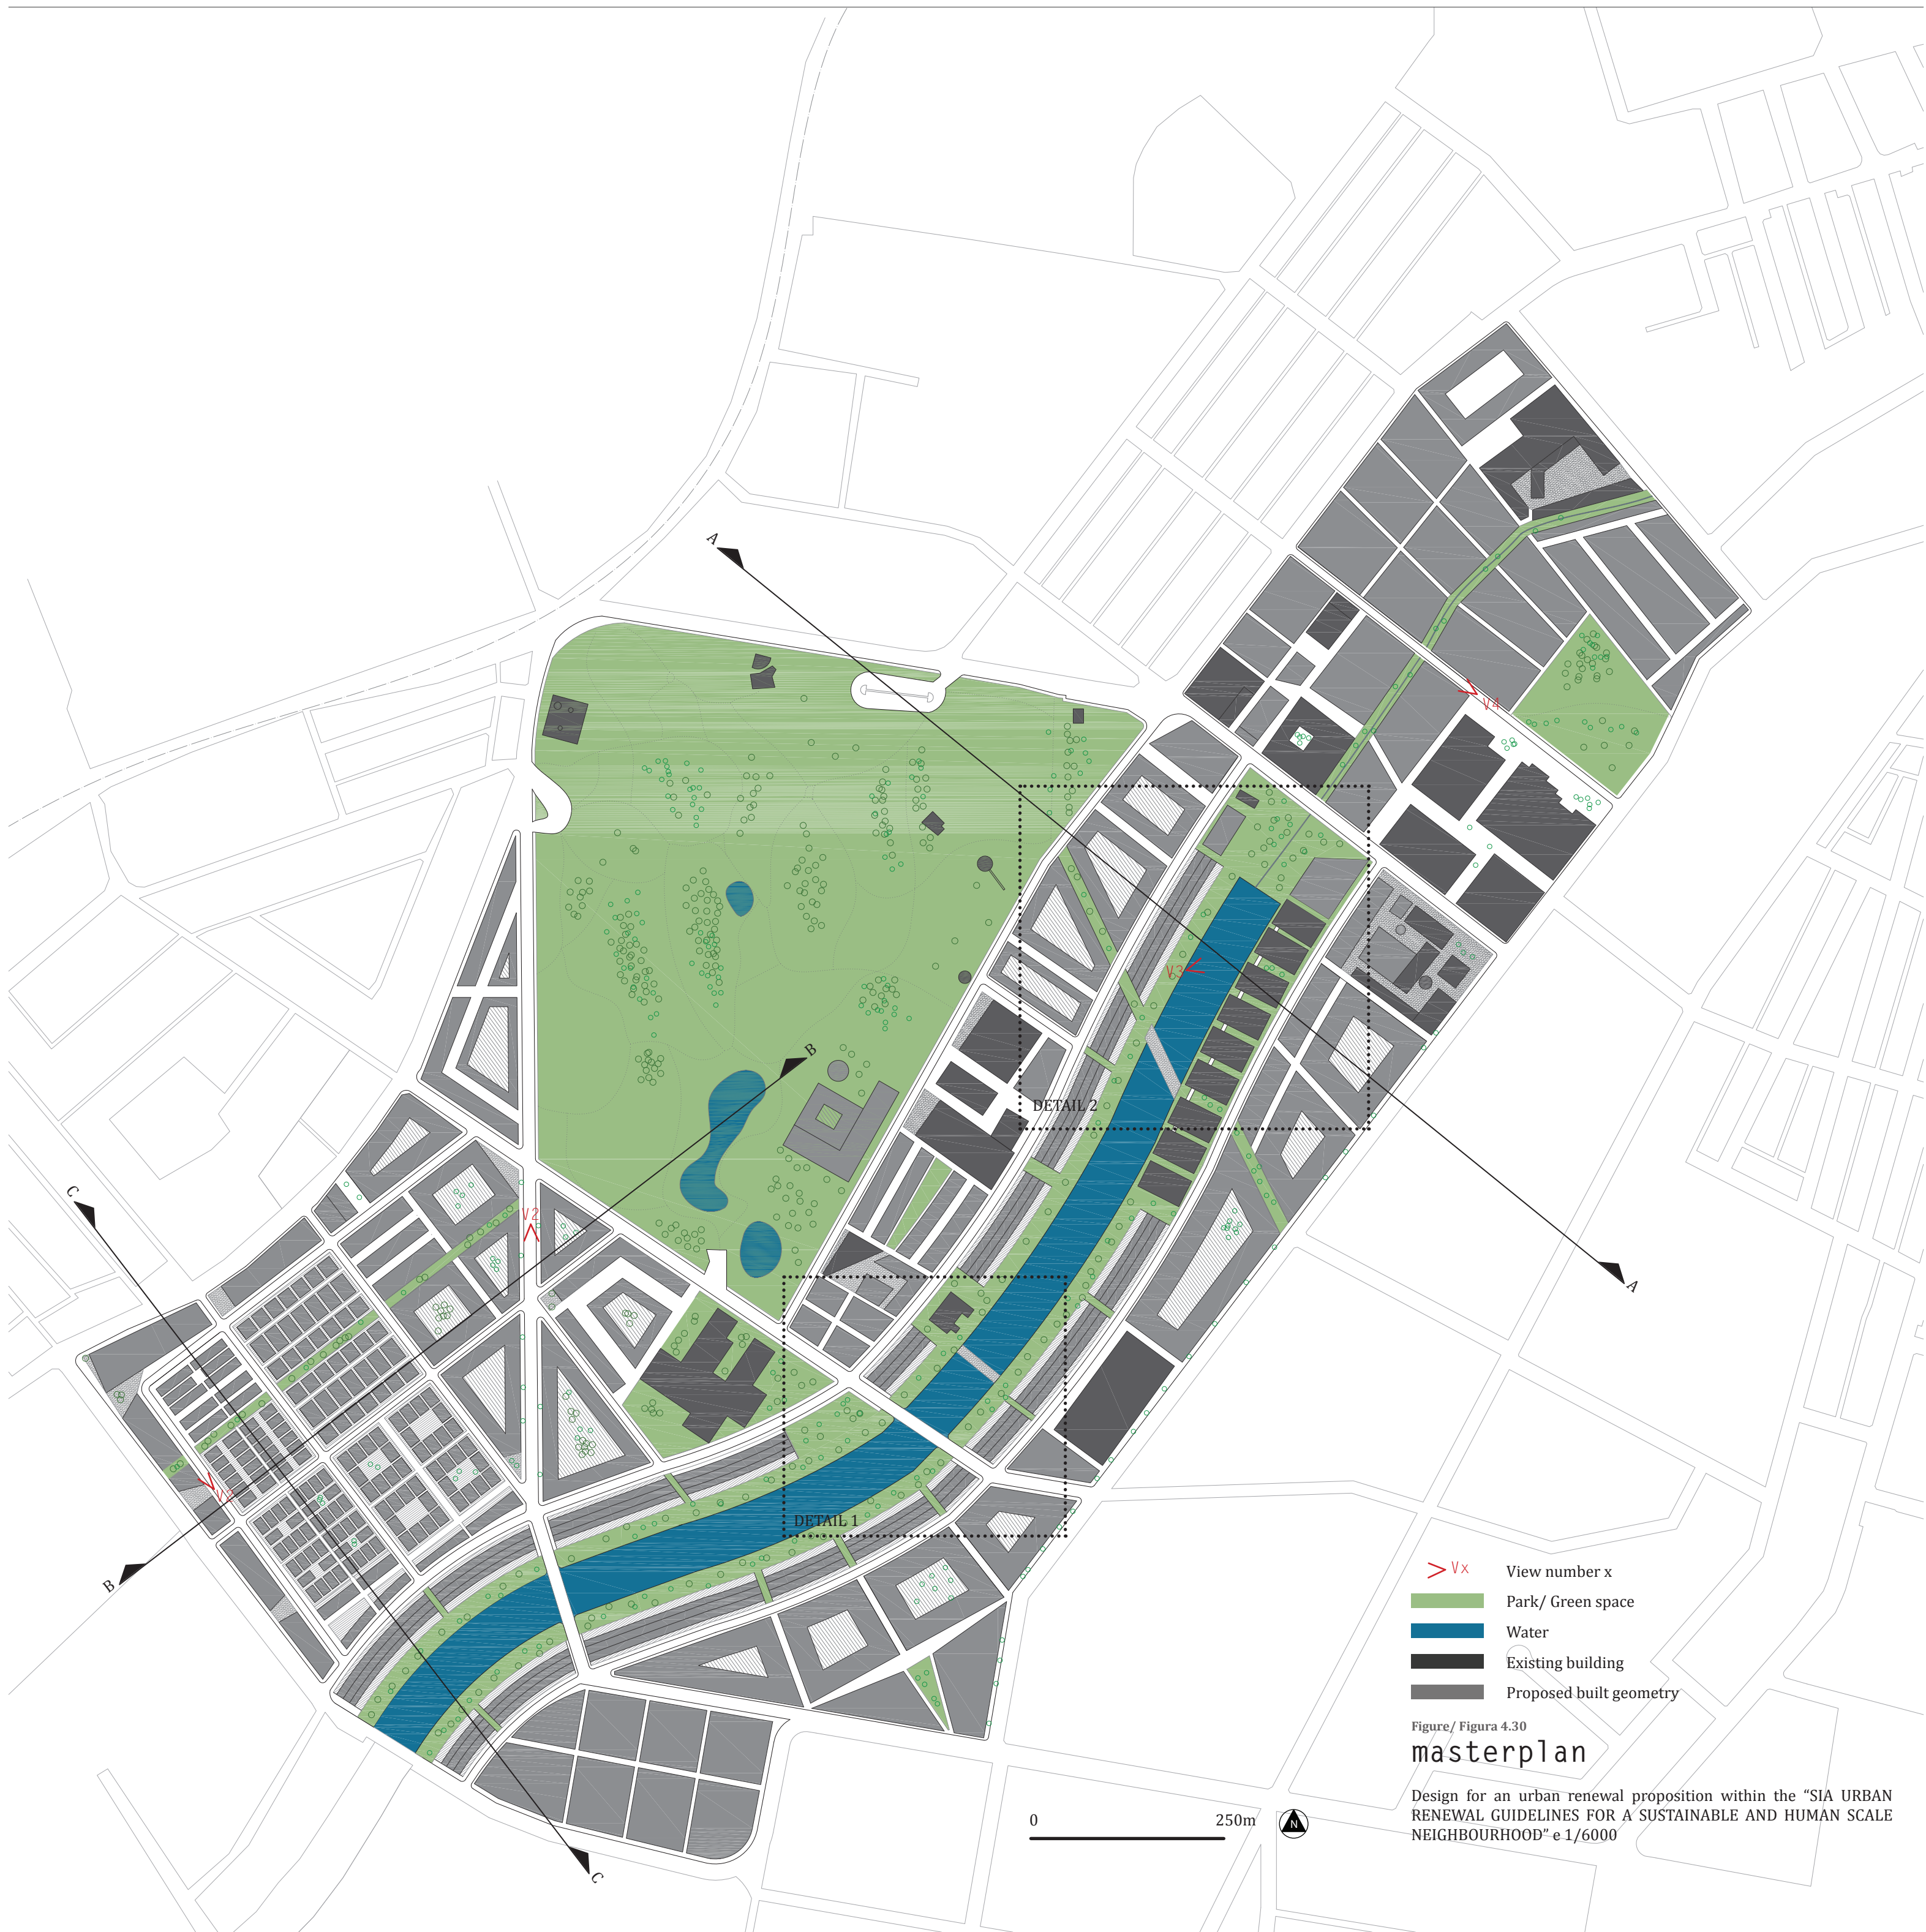 A
V4
V3
B
DETAIL 2
C
V2
A
V2
DETAIL 1
B
> Vx View number x
Park/ Green space
Water
Existing building
Proposed built geometry
Figure/ Figura 4.30
masterplan
Design for an urban renewal proposition within the “SIA URBAN
RENEWAL GUIDELINES FOR A SUSTAINABLE AND HUMAN SCALE
NEIGHBOURHOOD” e 1/6000
0 250m
N
C